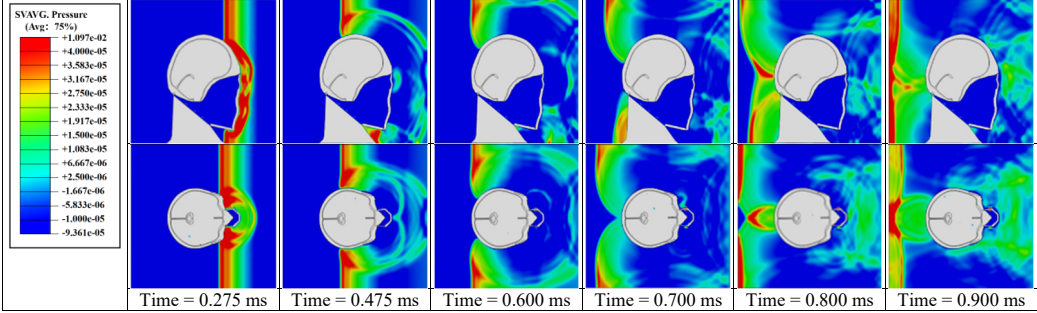 SVAVG. Pressure
(Avg: 75%)
+1.097e-02
+4.000e-05
+3.583e-05
+3.167e-05
+2.750e-05
+2.333e-05
+1.917e-05
+1.500e-05
+1.083e-05
+6.667e-06
+2.500e-06
-1.667e-06
-5.833e-06
-1.000e-05
-9.361e-05
Time = 0.275 ms
Time = 0.475 ms
Time = 0.600 ms
Time = 0.700 ms
Time = 0.800 ms
Time = 0.900 ms